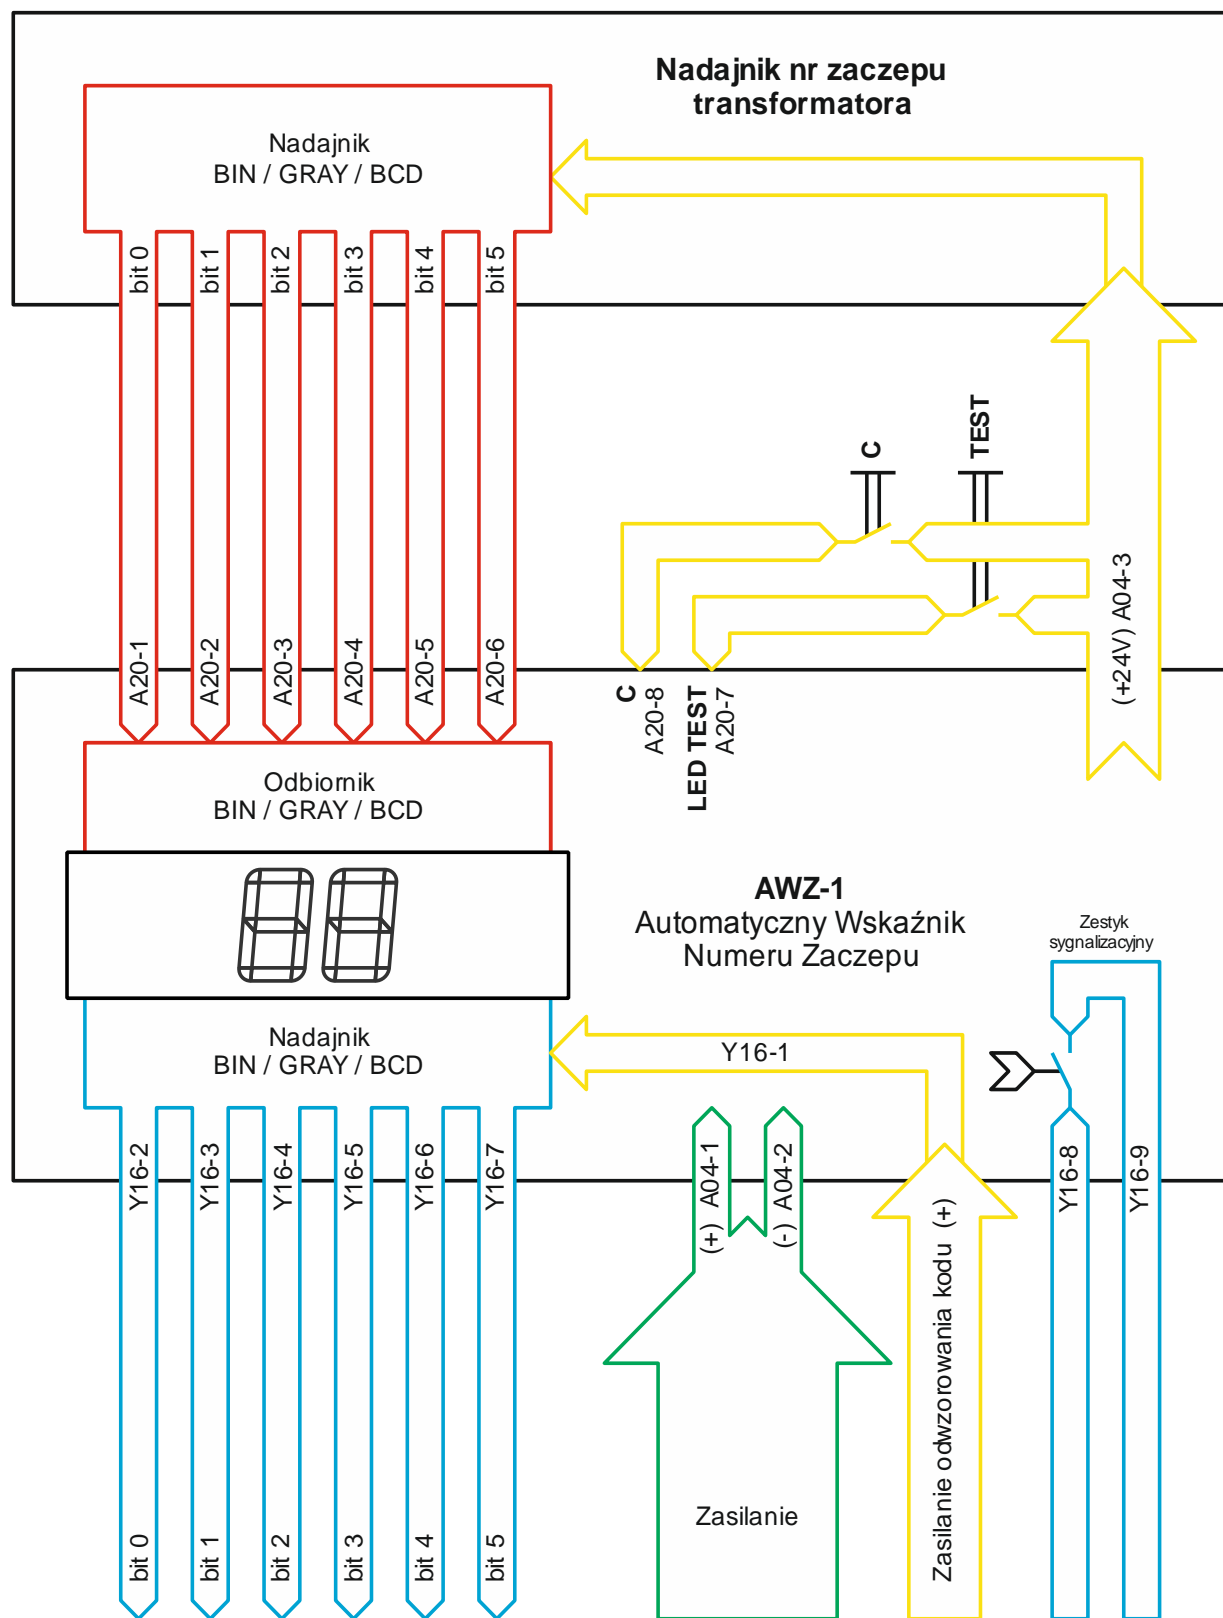 Nadajnik nr zaczepu
transformatora
Nadajnik
BIN / GRAY / BCD
bit 0
bit 1
bit 2
bit 3
bit 4
bit 5
C
TEST
(+24V) A04-3
A20-1
A20-2
A20-3
A20-4
A20-5
A20-6
C
A20-8
LED TEST
A20-7
Odbiornik
BIN / GRAY / BCD
AWZ-1
Automatyczny Wskaźnik
Numeru Zaczepu
Zestyk
sygnalizacyjny
Nadajnik
BIN / GRAY / BCD
Y16-1
Y16-2
Y16-3
Y16-4
Y16-5
Y16-6
Y16-7
(+) A04-1
(-) A04-2
Y16-8
Y16-9
Zasilanie odwzorowania kodu (+)
Zasilanie
bit 0
bit 1
bit 2
bit 3
bit 4
bit 5